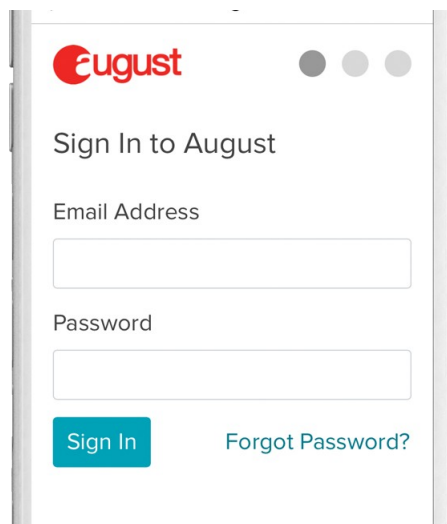 august
Sign In to August
Email Address
Password
Sign In
Forgot Password?